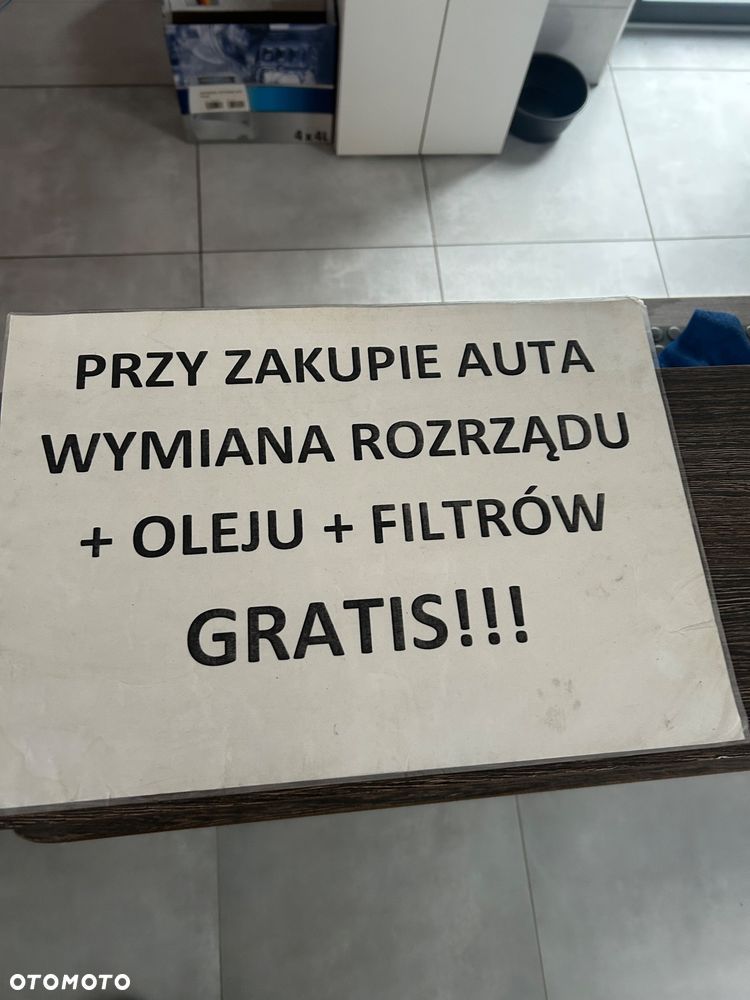 4 x 4L
PRZY ZAKUPIE AUTA
WYMIANA ROZRZĄDU
+ OLEJU + FILTRÓW
GRATIS!!!
OTOMOTO